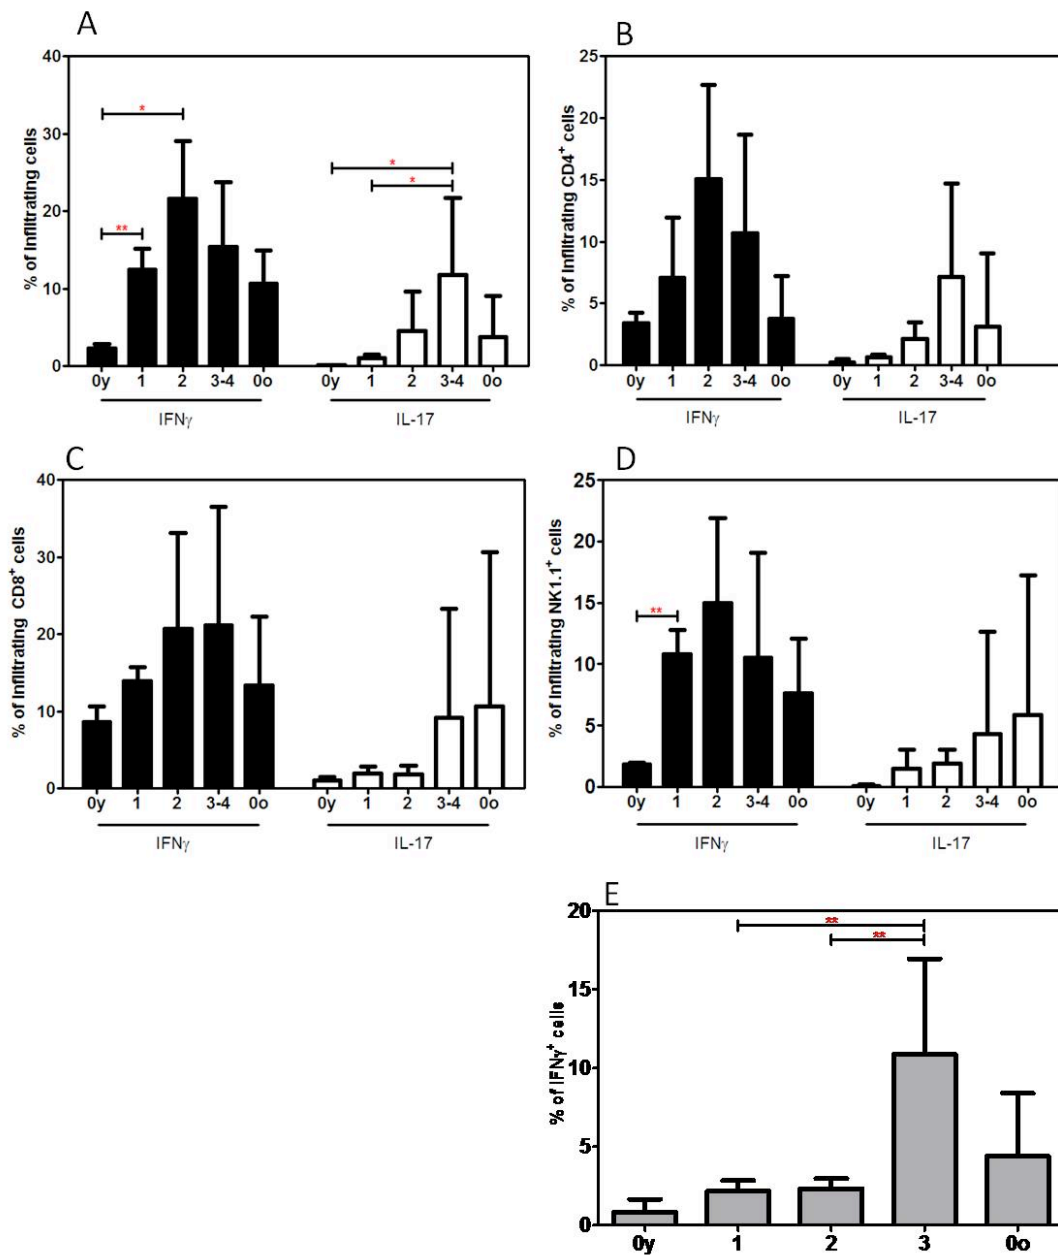 A
% of Infiltrating cells
40
30
20
10
0
*
**
*
*
0y 1 2 3-4 0o 0y 1 2 3-4 0o
IFNγ IL-17
B
% of Infiltrating CD4+ cells
25
20
15
10
5
0
0y 1 2 3-4 0o 0y 1 2 3-4 0o
IFNγ IL-17
C
% of Infiltrating CD8+ cells
40
30
20
10
0
0y 1 2 3-4 0o 0y 1 2 3-4 0o
IFNγ IL-17
D
% of Infiltrating NK1.1+ cells
25
20
15
10
5
0
**
0y 1 2 3-4 0o 0y 1 2 3-4 0o
IFNγ IL-17
E
% of IFNγ+ cells
20
15
10
5
0
**
**
0y 1 2 3 0o